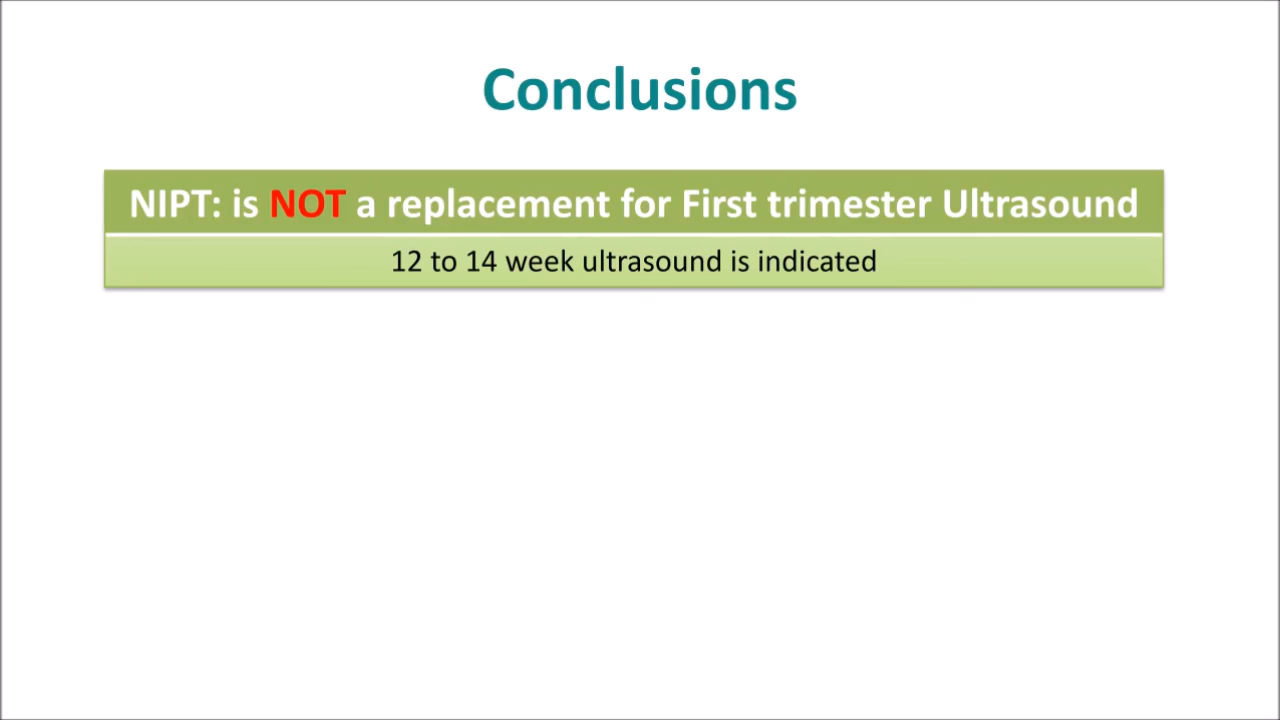 Conclusions
NIPT: is NOT a replacement for First trimester Ultrasound
12 to 14 week ultrasound is indicated